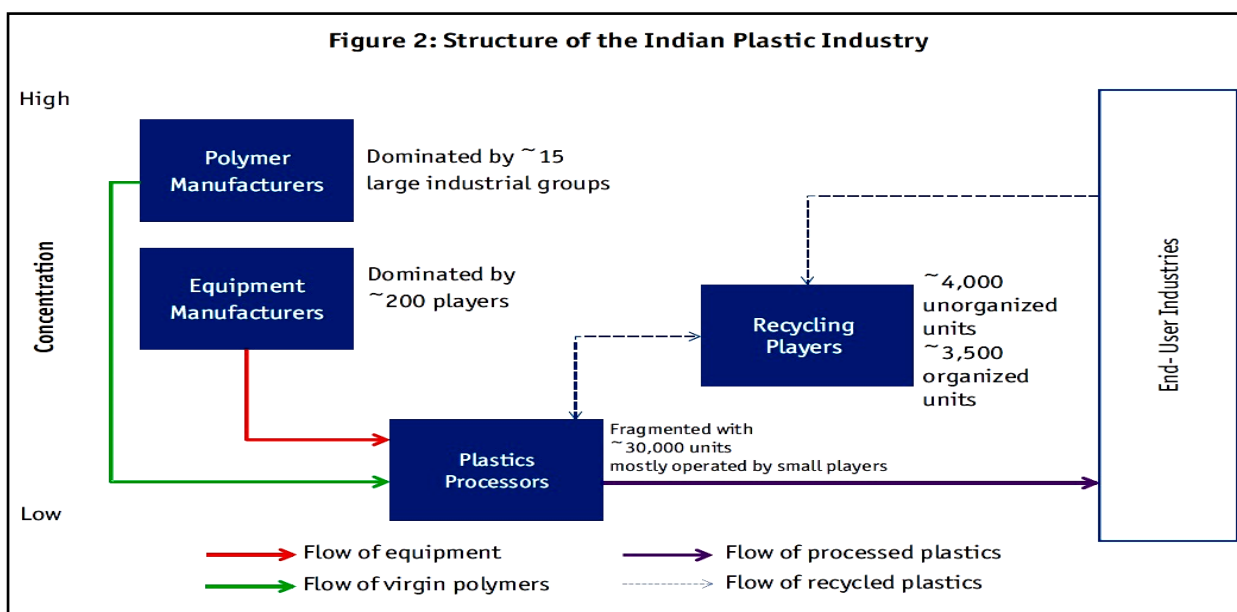 Figure 2: Structure of the Indian Plastic Industry
High
Concentration
Low
Polymer
Manufacturers
Dominated by ~15
large industrial groups
Equipment
Manufacturers
Dominated by
~200 players
Recycling
Players
~4,000
unorganized
units
~3,500
organized
units
Plastics
Processors
Fragmented with
~30,000 units
mostly operated by small players
End- User Industries
Flow of equipment
Flow of processed plastics
Flow of virgin polymers
Flow of recycled plastics